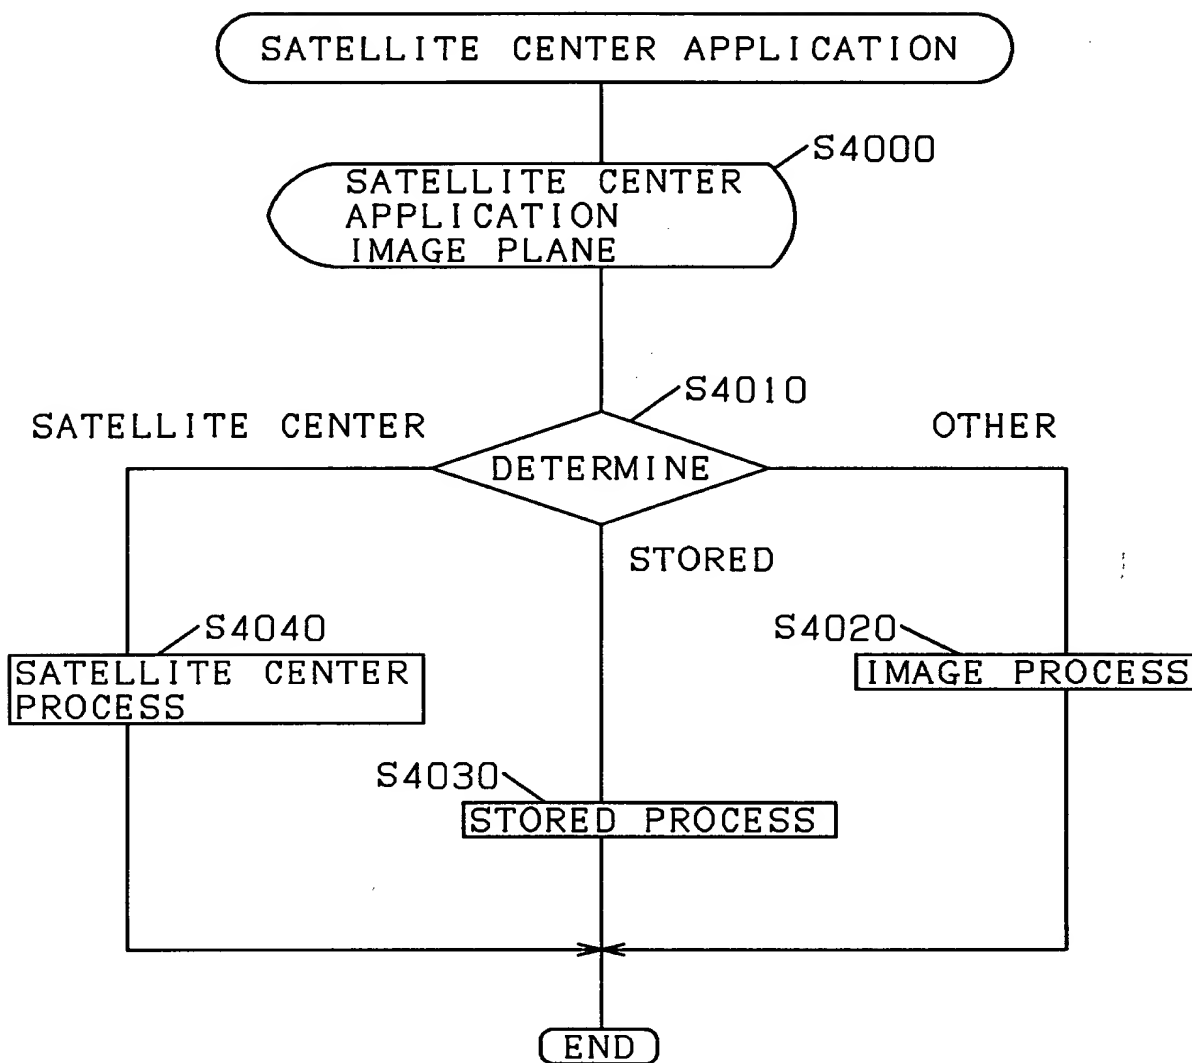 SATELLITE CENTER APPLICATION
S4000
SATELLITE CENTER
APPLICATION
IMAGE PLANE
S4010
SATELLITE CENTER
OTHER
DETERMINE
STORED
S4040
S4020
SATELLITE CENTER
PROCESS
IMAGE PROCESS
S4030
STORED PROCESS
END